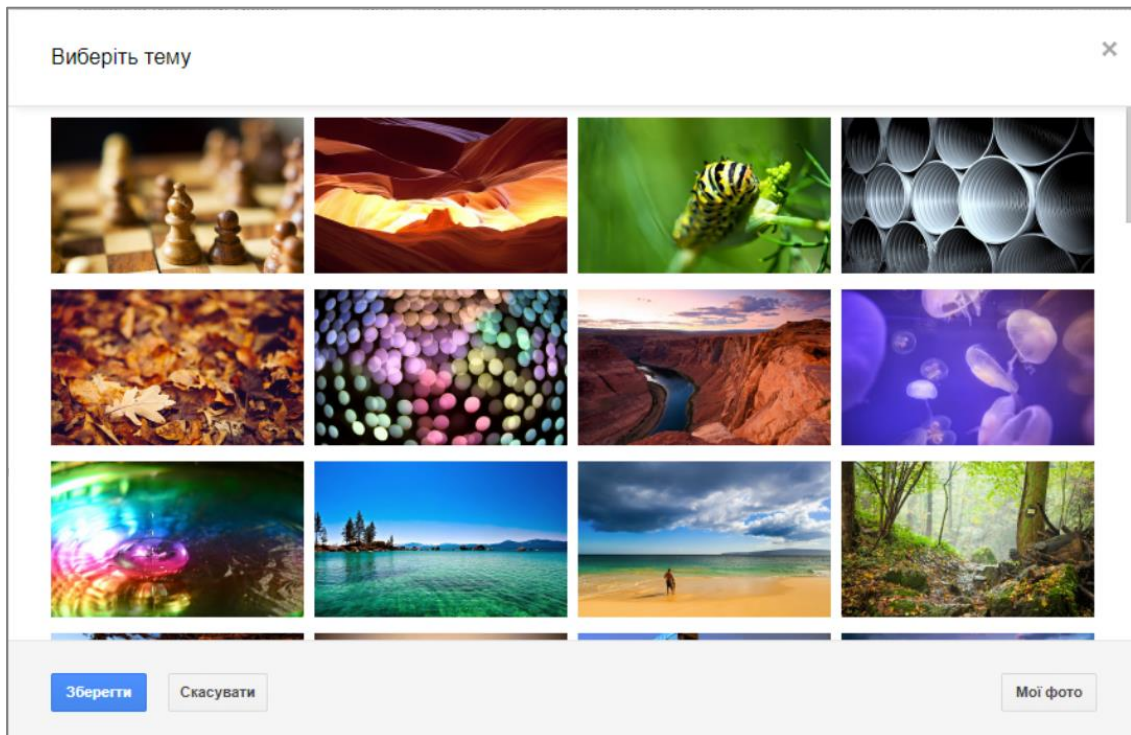 Виберіть тему
×
Зберегти
Скасувати
Мої фото